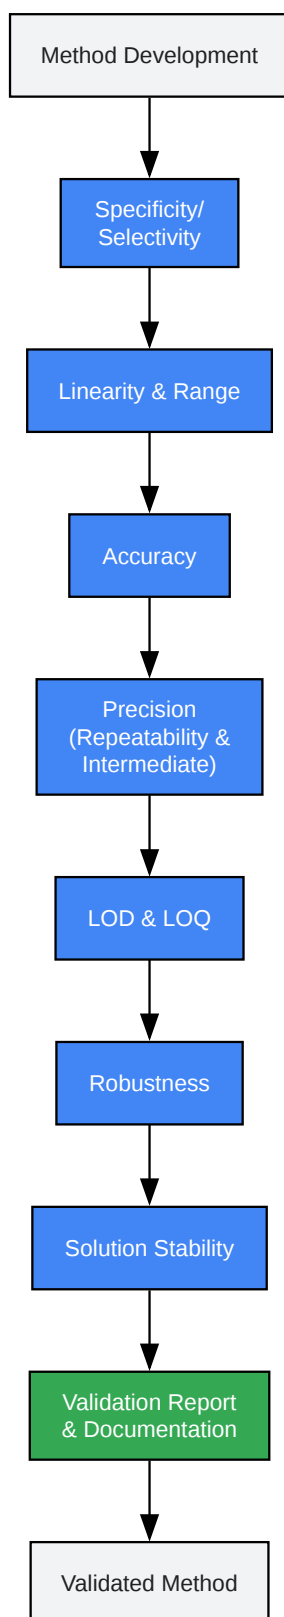 Method Development
Specificity/
Selectivity
Linearity & Range
Accuracy
Precision
(Repeatability &
Intermediate)
LOD & LOQ
Robustness
Solution Stability
Validation Report
& Documentation
Validated Method